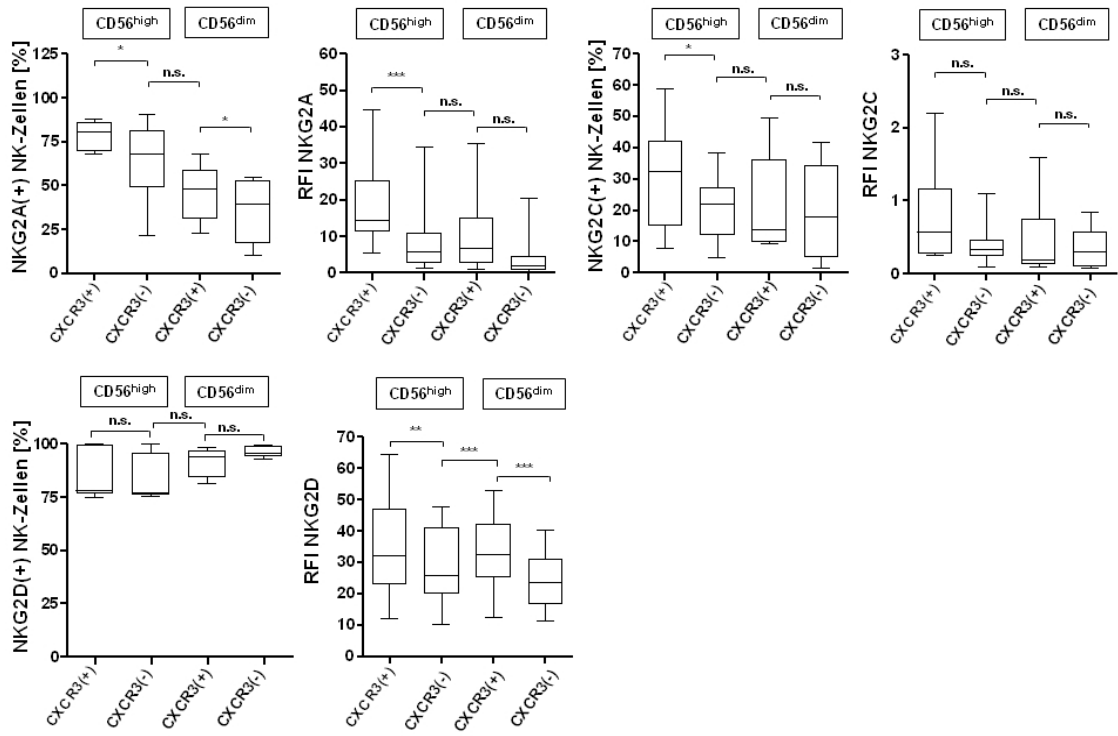 CD56high CD56dim
NKG2A(+) NK-Zellen [%]
125
100
75
50
25
0
* n.s. *
CXCR3(+) CXCR3(-) CXCR3(+) CXCR3(-)
CD56high CD56dim
RFI NKG2A
60
50
40
30
20
10
0
*** n.s. n.s.
CXCR3(+) CXCR3(-) CXCR3(+) CXCR3(-)
CD56high CD56dim
NKG2C(+) NK-Zellen [%]
70
60
50
40
30
20
10
0
* n.s. n.s.
CXCR3(+) CXCR3(-) CXCR3(+) CXCR3(-)
CD56high CD56dim
RFI NKG2C
3
2
1
0
n.s. n.s. n.s.
CXCR3(+) CXCR3(-) CXCR3(+) CXCR3(-)
CD56high CD56dim
NKG2D(+) NK-Zellen [%]
100
75
50
25
0
n.s. n.s. n.s.
CXCR3(+) CXCR3(-) CXCR3(+) CXCR3(-)
CD56high CD56dim
RFI NKG2D
70
60
50
40
30
20
10
0
** *** ***
CXCR3(+) CXCR3(-) CXCR3(+) CXCR3(-)